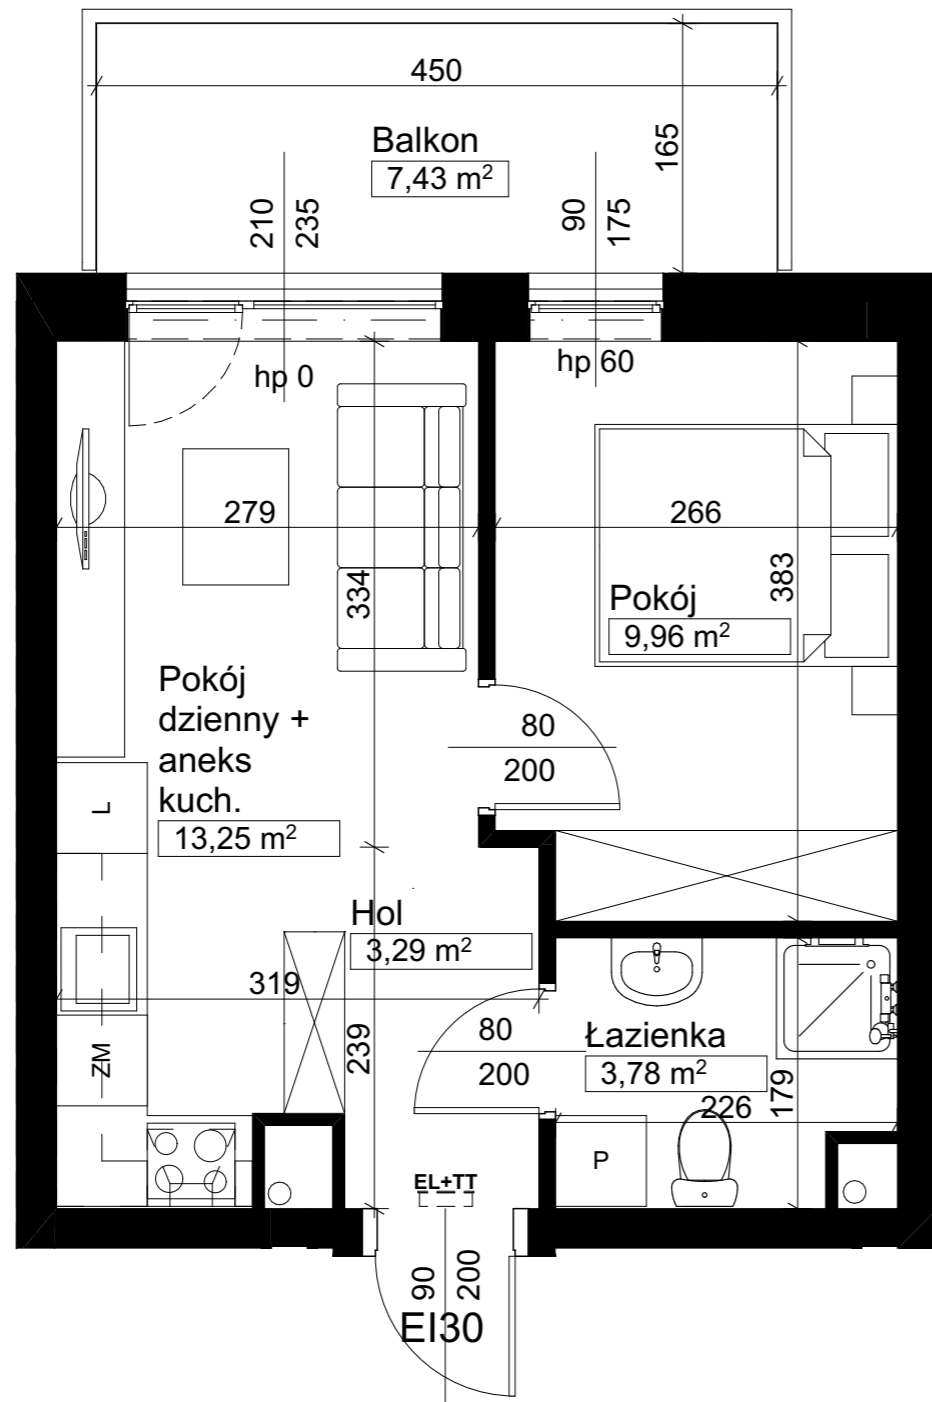 450
Balkon
7,43 m²
165
210
235
90
175
hp 0
hp 60
279
266
334
383
Pokój
9,96 m²
Pokój
dzienny +
aneks
kuch.
13,25 m²
80
200
L
Hol
3,29 m²
319
239
80
200
Łazienka
3,78 m²
226
179
ZM
P
EL+TT
90
200
EI30